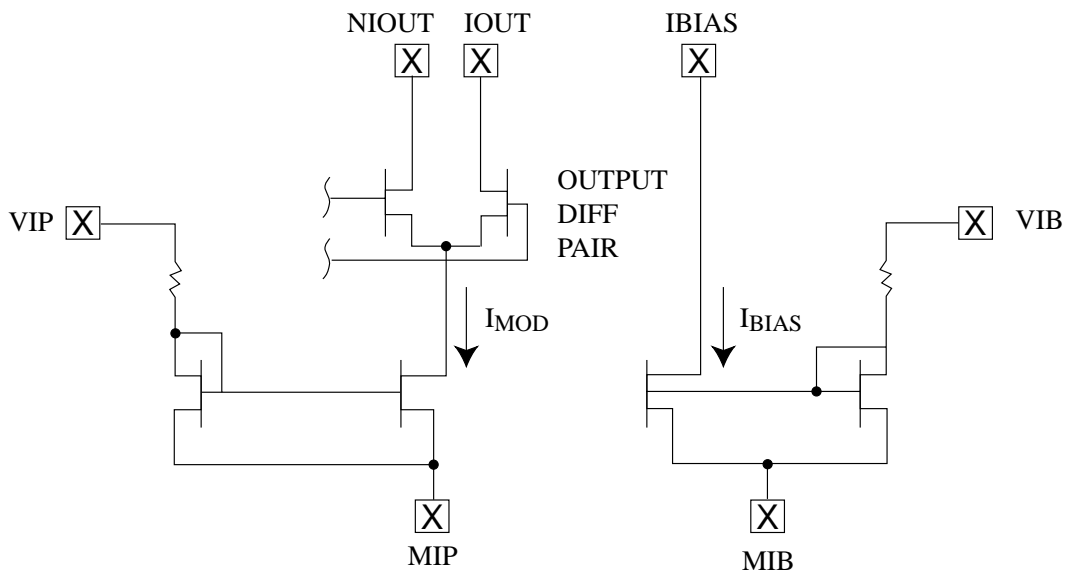 NIOUT IOUT IBIAS
X X X
OUTPUT
DIFF
PAIR
VIP X
X VIB
IMOD
IBIAS
X
MIP
X
MIB